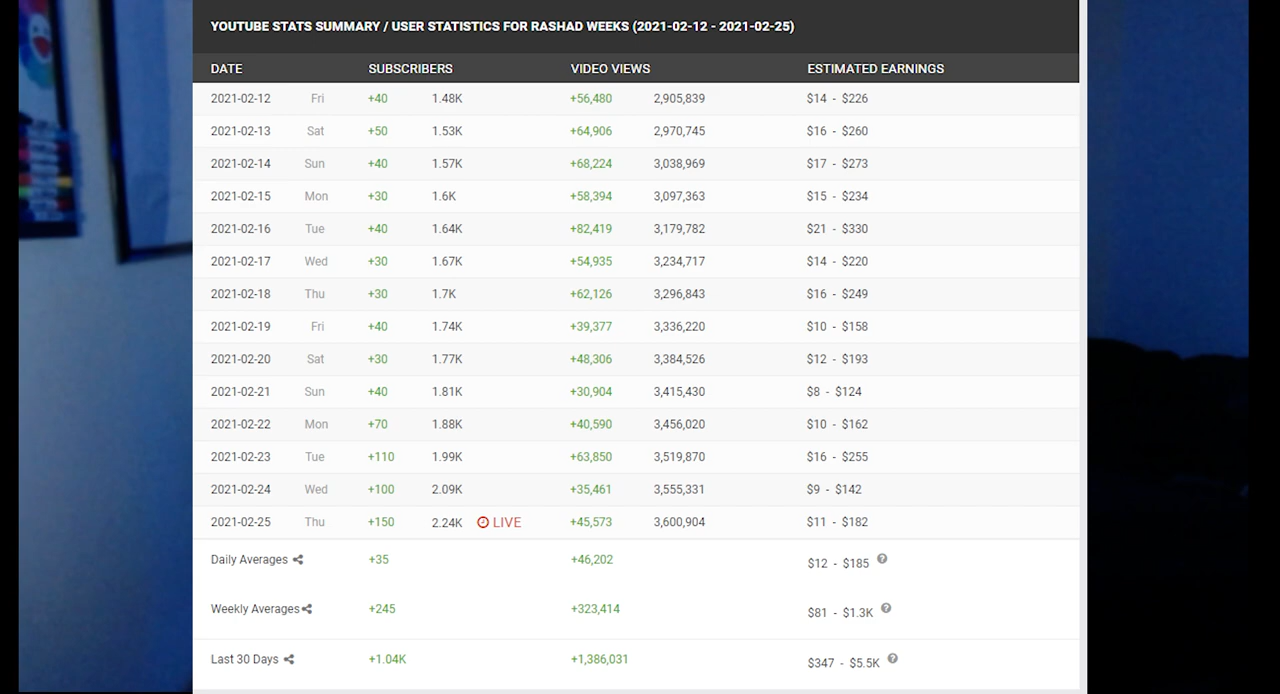 YOUTUBE STATS SUMMARY / USER STATISTICS FOR RASHAD WEEKS (2021-02-12 - 2021-02-25)
DATE SUBSCRIBERS VIDEO VIEWS ESTIMATED EARNINGS
2021-02-12 Fri +40 1.48K +56,480 2,905,839 $14 - $226
2021-02-13 Sat +50 1.53K +64,906 2,970,745 $16 - $260
2021-02-14 Sun +40 1.57K +68,224 3,038,969 $17 - $273
2021-02-15 Mon +30 1.6K +58,394 3,097,363 $15 - $234
2021-02-16 Tue +40 1.64K +82,419 3,179,782 $21 - $330
2021-02-17 Wed +30 1.67K +54,935 3,234,717 $14 - $220
2021-02-18 Thu +30 1.7K +62,126 3,296,843 $16 - $249
2021-02-19 Fri +40 1.74K +39,377 3,336,220 $10 - $158
2021-02-20 Sat +30 1.77K +48,306 3,384,526 $12 - $193
2021-02-21 Sun +40 1.81K +30,904 3,415,430 $8 - $124
2021-02-22 Mon +70 1.88K +40,590 3,456,020 $10 - $162
2021-02-23 Tue +110 1.99K +63,850 3,519,870 $16 - $255
2021-02-24 Wed +100 2.09K +35,461 3,555,331 $9 - $142
2021-02-25 Thu +150 2.24K LIVE +45,573 3,600,904 $11 - $182
Daily Averages +35 +46,202 $12 - $185
Weekly Averages +245 +323,414 $81 - $1.3K
Last 30 Days +1.04K +1,386,031 $347 - $5.5K